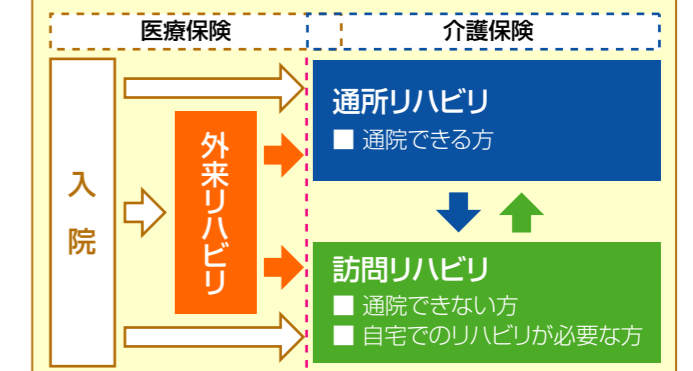 医療保険
介護保険
入院
外来リハビリ
通所リハビリ
■ 通院できる方
訪問リハビリ
■ 通院できない方
■ 自宅でのリハビリが必要な方